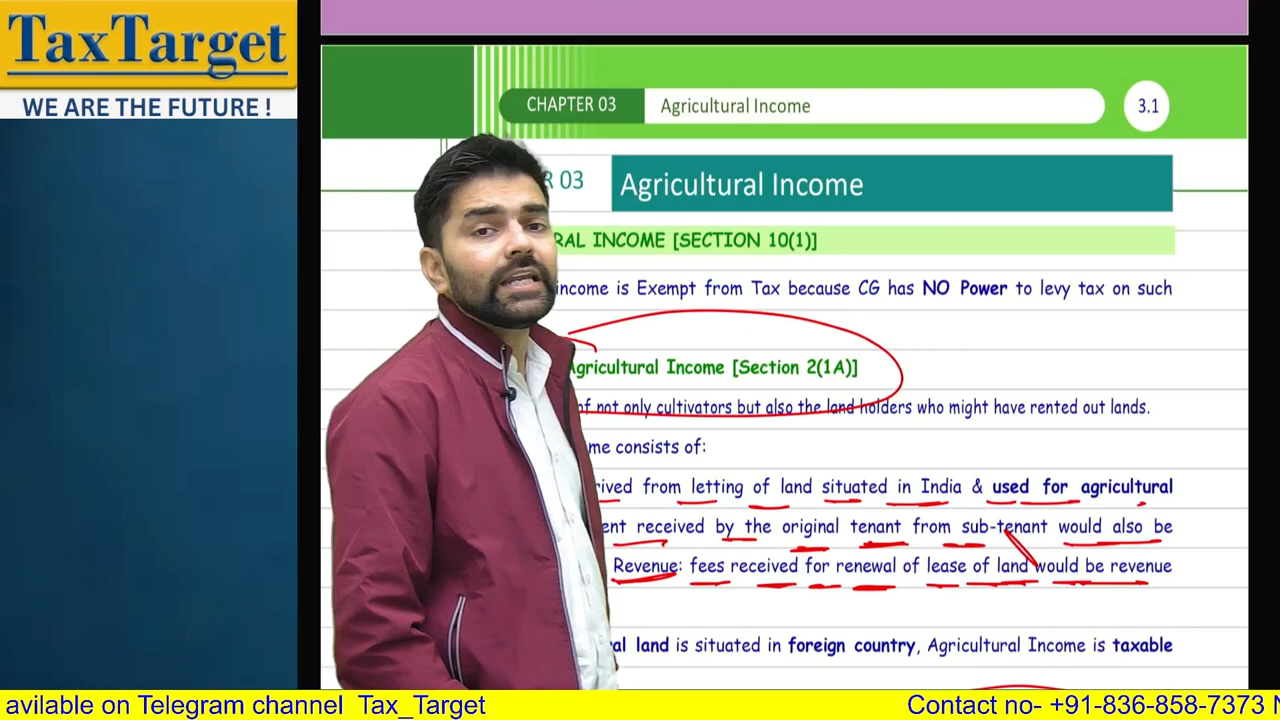 TaxTarget
WE ARE THE FUTURE !
CHAPTER 03
Agricultural Income
3.1
R 03
Agricultural Income
RAL INCOME [SECTION 10(1)]
income is Exempt from Tax because CG has NO Power to levy tax on such
Agricultural Income [Section 2(1A)]
of not only cultivators but also the land holders who might have rented out lands.
me consists of:
rived from letting of land situated in India & used for agricultural
ent received by the original tenant from sub-tenant would also be
Revenue: fees received for renewal of lease of land would be revenue
al land is situated in foreign country, Agricultural Income is taxable
avilable on Telegram channel Tax_Target
Contact no- +91-836-858-7373 N